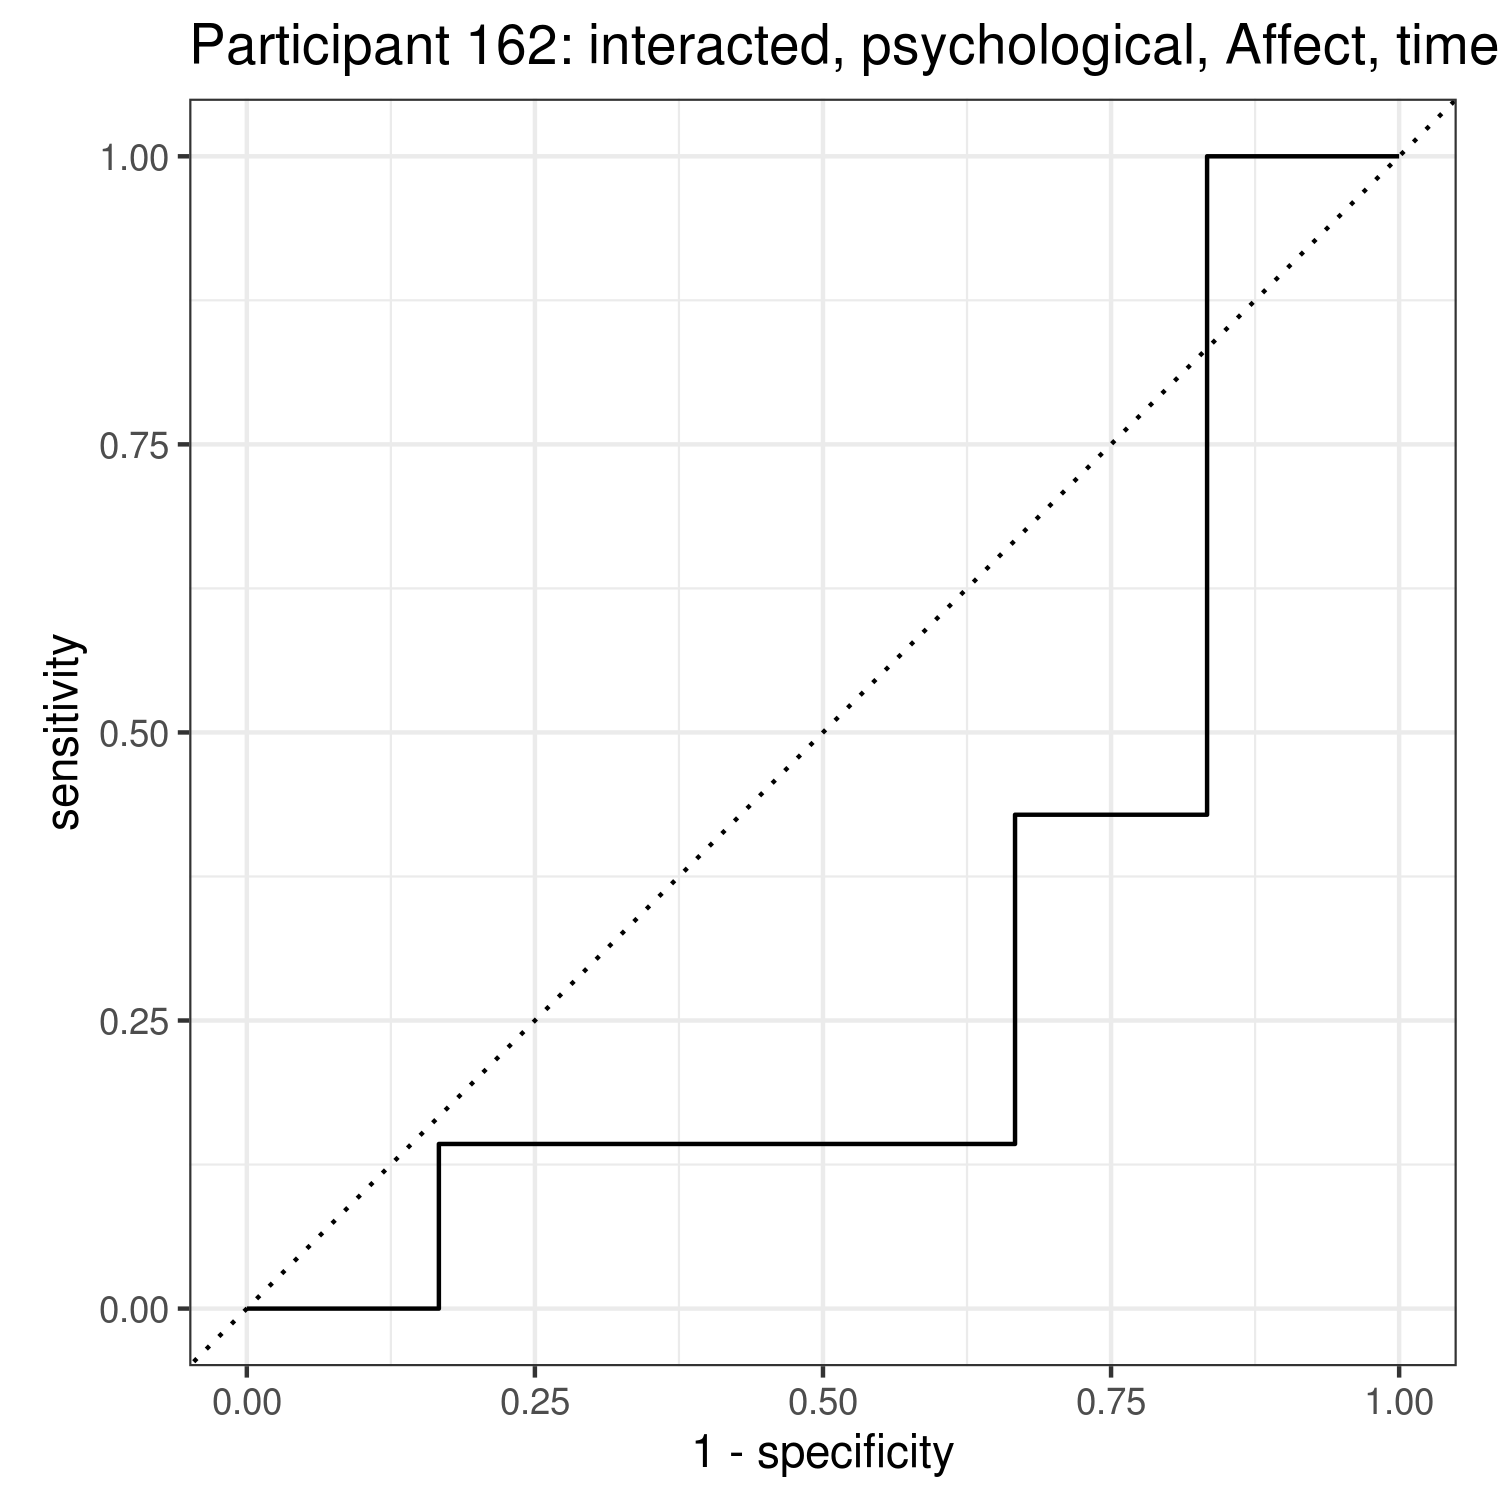 Participant 162: interacted, psychological, Affect, time
1.00
0.75
0.50
0.25
0.00
sensitivity
0.00 0.25 0.50 0.75 1.00
1 - specificity